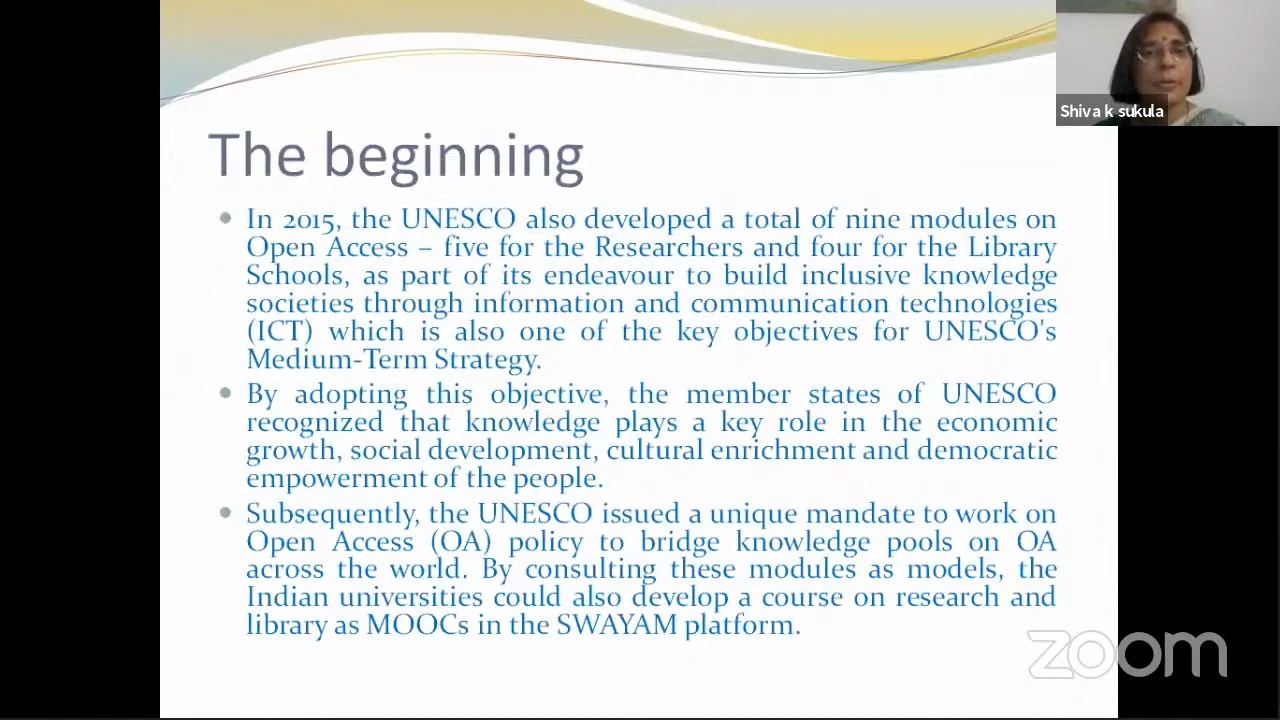 Shiva k sukula
The beginning
In 2015, the UNESCO also developed a total of nine modules on
Open Access – five for the Researchers and four for the Library
Schools, as part of its endeavour to build inclusive knowledge
societies through information and communication technologies
(ICT) which is also one of the key objectives for UNESCO's
Medium-Term Strategy.
By adopting this objective, the member states of UNESCO
recognized that knowledge plays a key role in the economic
growth, social development, cultural enrichment and democratic
empowerment of the people.
Subsequently, the UNESCO issued a unique mandate to work on
Open Access (OA) policy to bridge knowledge pools on OA
across the world. By consulting these modules as models, the
Indian universities could also develop a course on research and
library as MOOCs in the SWAYAM platform.
zoom